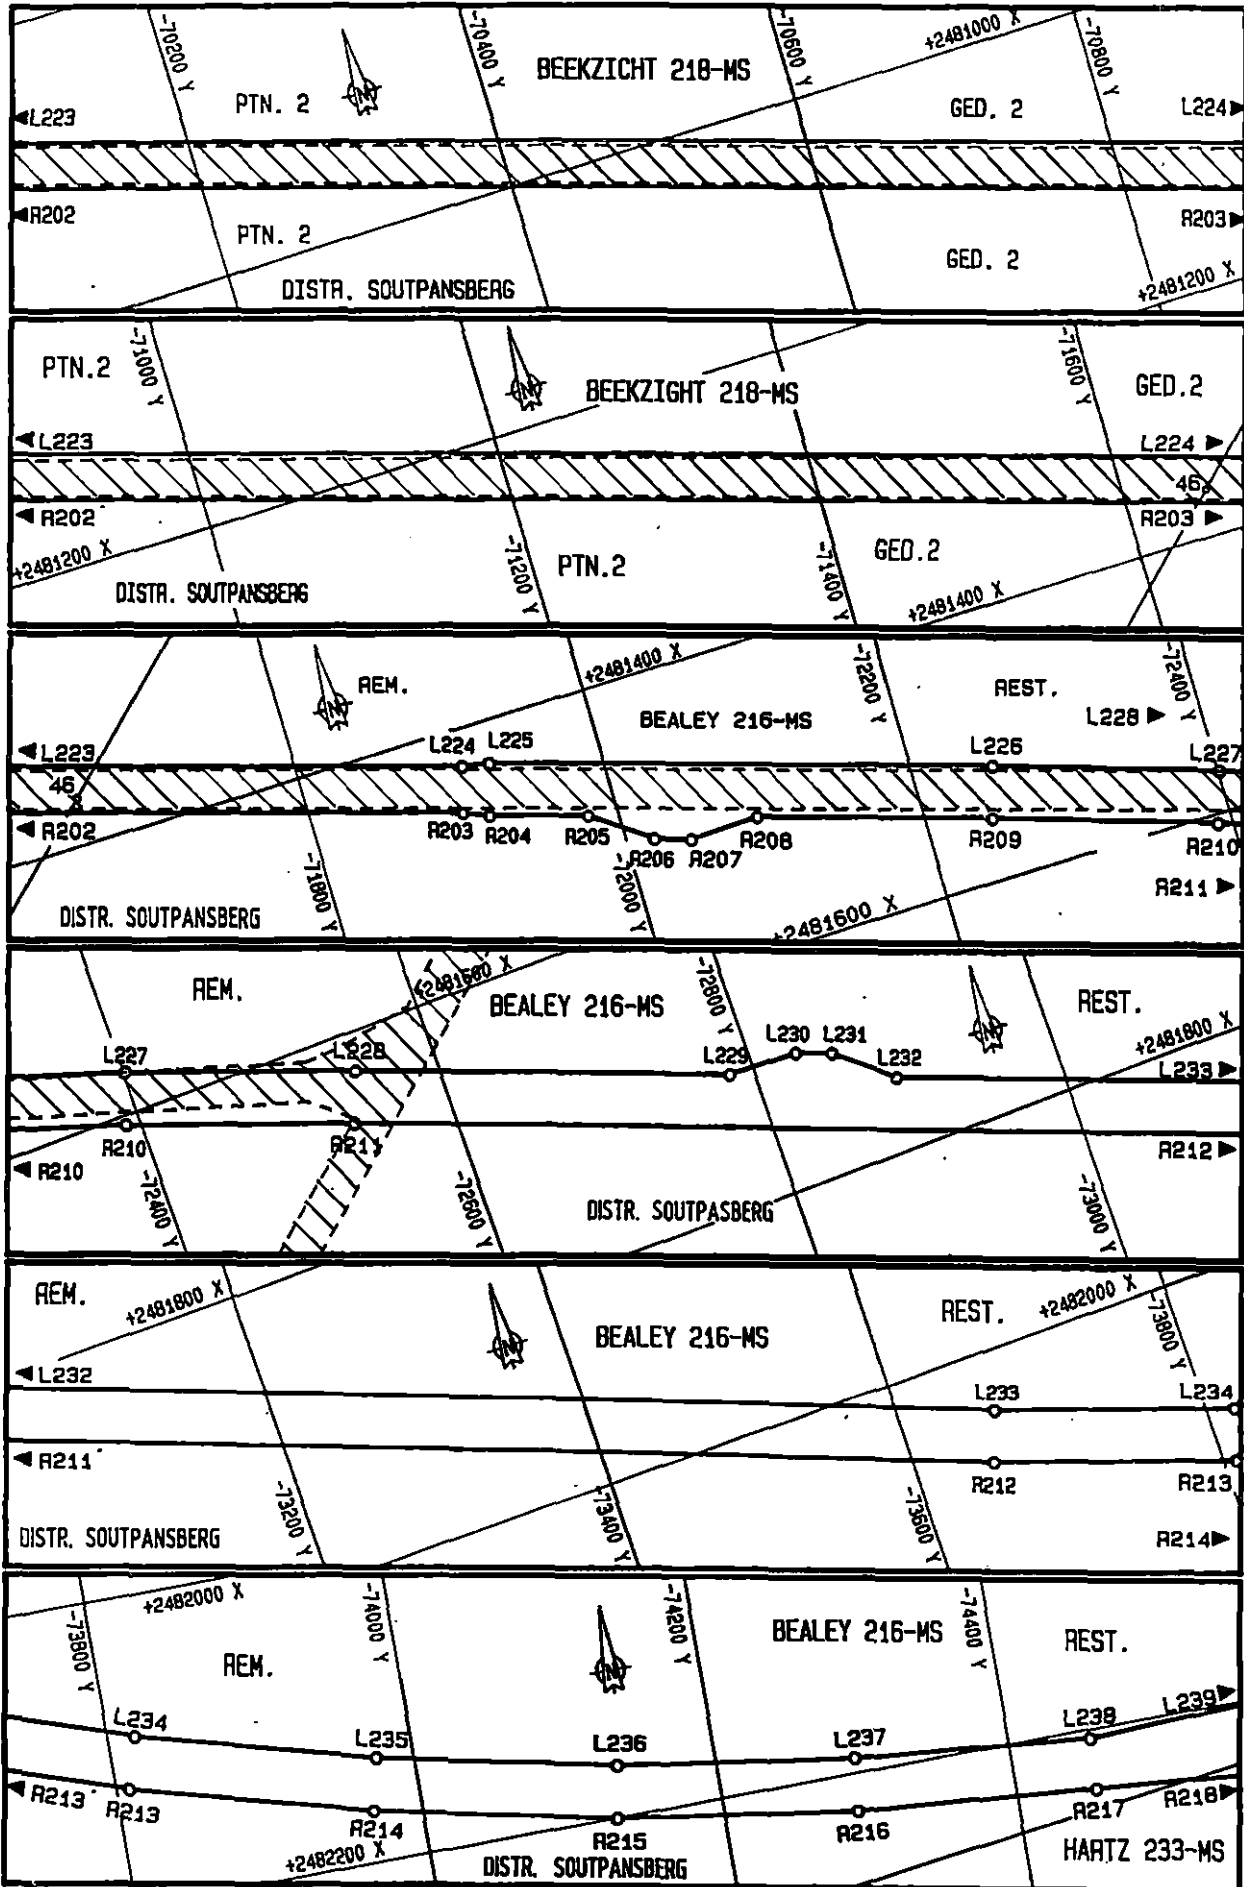 -70200 Y
-70400 Y
-70600 Y
+2481000 X
-70800 Y
BEEKZICHT 218-MS
PTN. 2
N
GED. 2
L223
L224
R202
R203
PTN. 2
GED. 2
DISTR. SOUTPANSBERG
+2481200 X
-71000 Y
-71600 Y
PTN.2
N
BEEKZIGHT 218-MS
GED.2
L223
L224
46
R202
R203
+2481200 X
-71200 Y
PTN.2
-71400 Y
GED.2
+2481400 X
DISTR. SOUTPANSBERG
REM.
N
+2481400 X
-72200 Y
REST.
-72400 Y
BEALEY 216-MS
L228
L223
L224
L225
L226
L227
46
R202
R203
R204
R205
R206
R207
R208
R209
R210
-71800 Y
-72000 Y
R211
DISTR. SOUTPANSBERG
+2481600 X
REM.
+2481600 X
BEALEY 216-MS
-72800 Y
N
REST.
+2481800 X
L227
L228
L229
L230
L231
L232
L233
R210
R210
R211
R212
-72400 Y
-72600 Y
DISTR. SOUTPASBERG
-73000 Y
REM.
+2481800 X
N
BEALEY 216-MS
REST.
+2482000 X
-73800 Y
L232
L233
L234
R211
R212
R213
-73200 Y
-73400 Y
-73600 Y
DISTR. SOUTPANSBERG
R214
+2482000 X
-73800 Y
-74000 Y
-74200 Y
-74400 Y
REM.
N
BEALEY 216-MS
REST.
L234
L235
L236
L237
L238
L239
R213
R213
R214
R215
R216
R217
R218
+2482200 X
DISTR. SOUTPANSBERG
HARTZ 233-MS